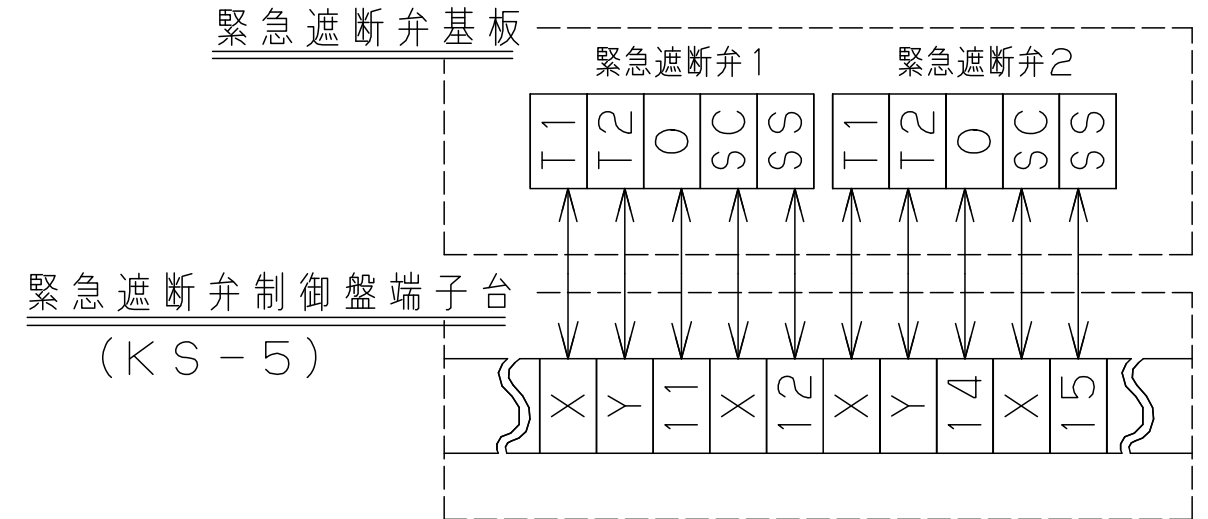 緊急遮断弁基板
緊急遮断弁1 緊急遮断弁2
T1 T2 O SC SS T1 T2 O SC SS
緊急遮断弁制御盤端子台
(KS-5)
X Y 11 X 12 X Y 14 X 15